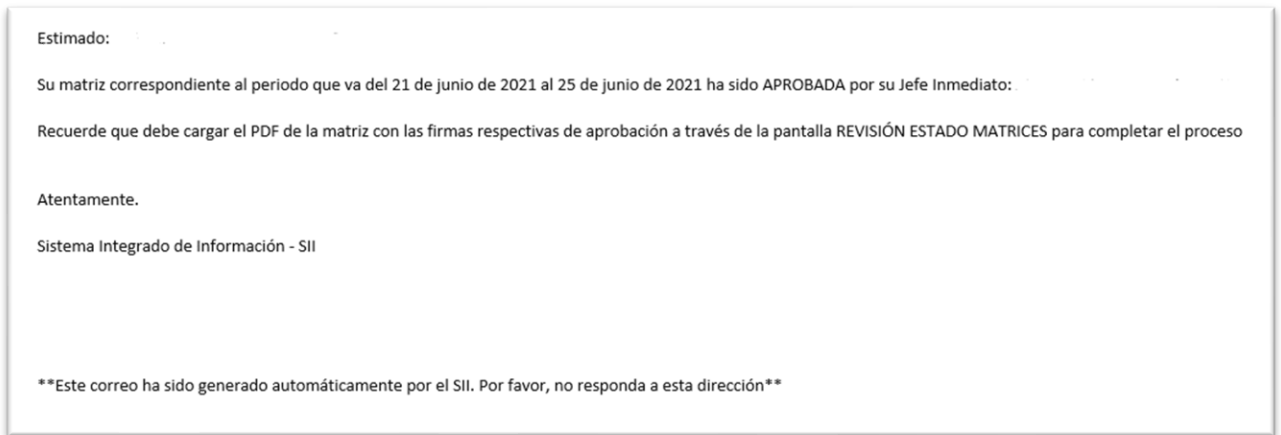 Estimado:
Su matriz correspondiente al periodo que va del 21 de junio de 2021 al 25 de junio de 2021 ha sido APROBADA por su Jefe Inmediato:
Recuerde que debe cargar el PDF de la matriz con las firmas respectivas de aprobación a través de la pantalla REVISIÓN ESTADO MATRICES para completar el proceso
Atentamente.
Sistema Integrado de Información - SII
**Este correo ha sido generado automáticamente por el SII. Por favor, no responda a esta dirección**